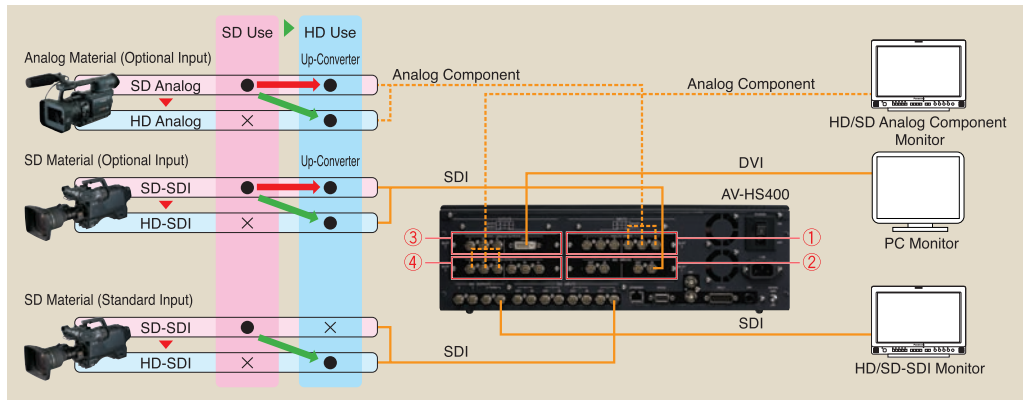 SD Use
HD Use
Analog Material (Optional Input)
Up-Converter
SD Analog
HD Analog
Analog Component
Analog Component
HD/SD Analog Component
Monitor
SD Material (Optional Input)
Up-Converter
SD-SDI
HD-SDI
SDI
DVI
AV-HS400
PC Monitor
③
①
④
②
SD Material (Standard Input)
SD-SDI
HD-SDI
SDI
SDI
HD/SD-SDI Monitor